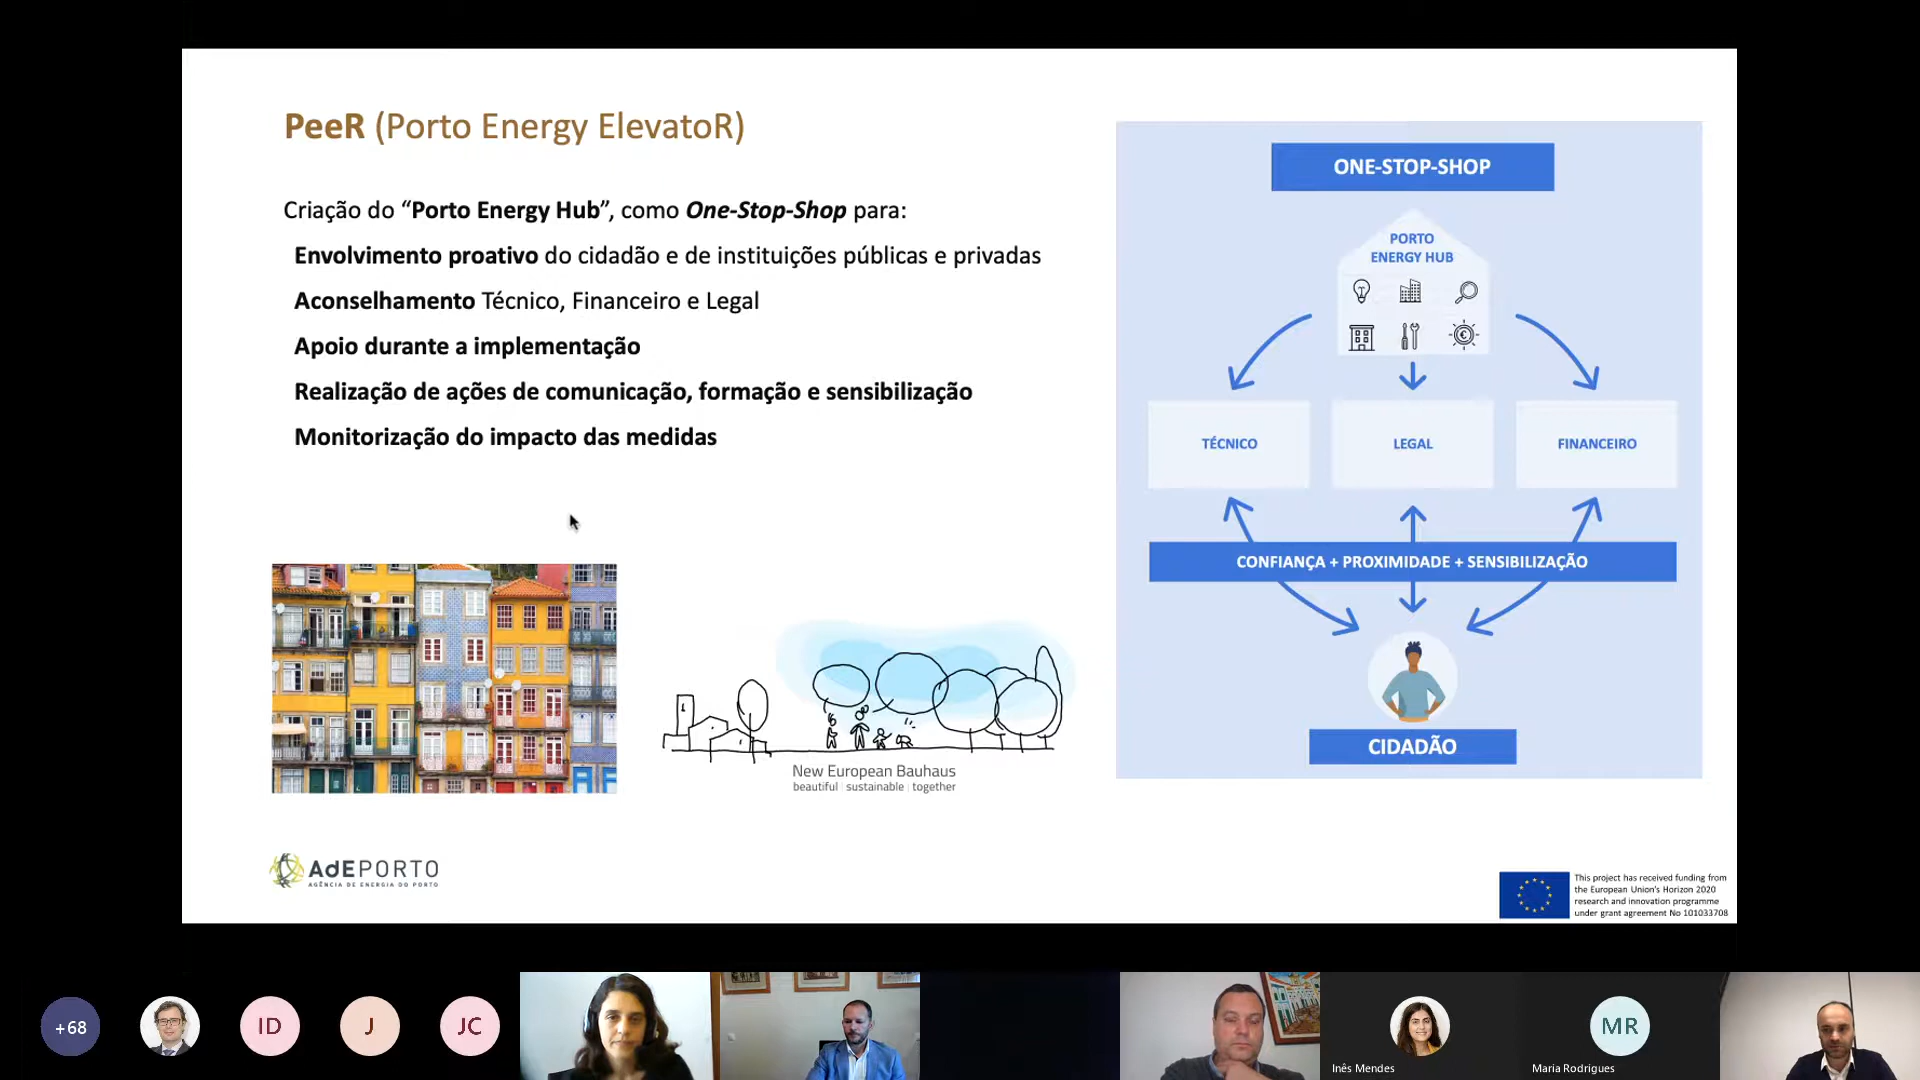 PeeR (Porto Energy ElevatoR)
Criação do “Porto Energy Hub”, como One-Stop-Shop para:
Envolvimento proativo do cidadão e de instituições públicas e privadas
Aconselhamento Técnico, Financeiro e Legal
Apoio durante a implementação
Realização de ações de comunicação, formação e sensibilização
Monitorização do impacto das medidas
New European Bauhaus
beautiful | sustainable | together
AdEPORTO
AGÊNCIA DE ENERGIA DO PORTO
ONE-STOP-SHOP
PORTO
ENERGY HUB
TÉCNICO
LEGAL
FINANCEIRO
CONFIANÇA + PROXIMIDADE + SENSIBILIZAÇÃO
CIDADÃO
This project has received funding from
the European Union's Horizon 2020
research and innovation programme
under grant agreement No 101033708
+68
ID
J
JC
MR
Inês Mendes
Maria Rodrigues